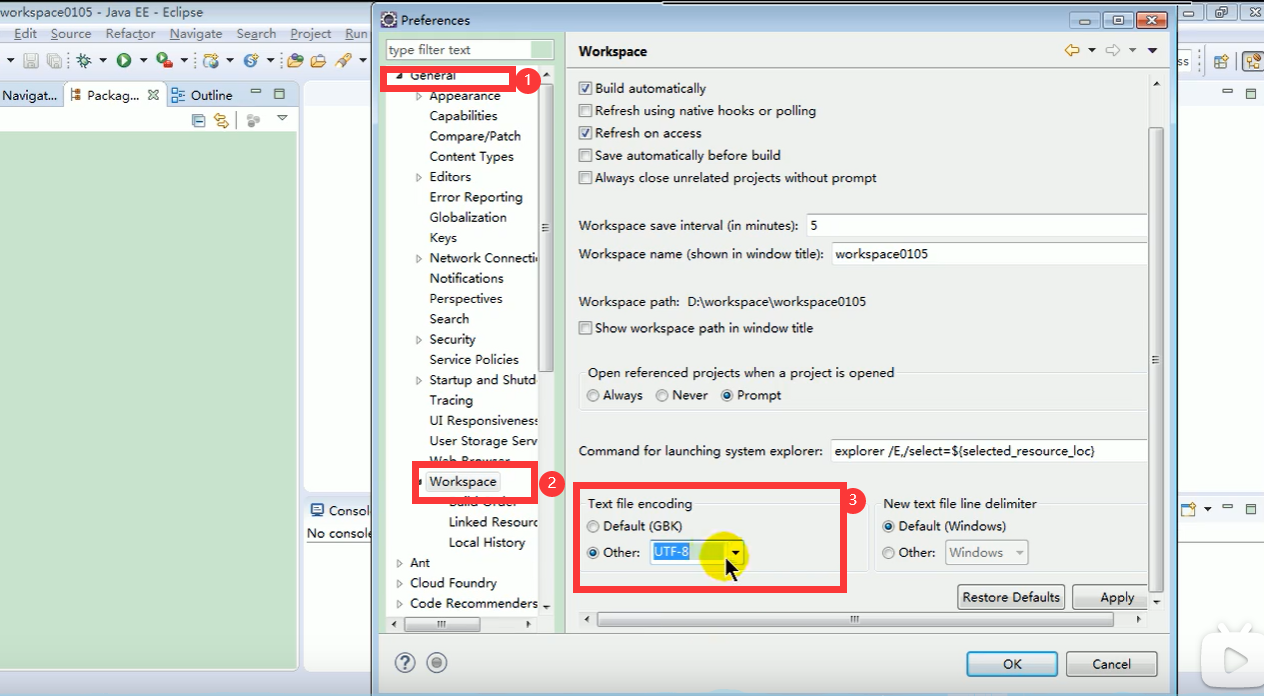 workspace0105 - Java EE - Eclipse
Edit Source Refactor Navigate Search Project Run
Navigat... Packag... Outline
Consol
No console
ss
Preferences
type filter text
General
1
Appearance
Capabilities
Compare/Patch
Content Types
Editors
Error Reporting
Globalization
Keys
Network Connecti
Notifications
Perspectives
Search
Security
Service Policies
Startup and Shutd
Tracing
UI Responsiveness
User Storage Serv
Web Browser
Workspace
2
Build Order
Linked Resourc
Local History
Ant
Cloud Foundry
Code Recommenders
Workspace
Build automatically
Refresh using native hooks or polling
Refresh on access
Save automatically before build
Always close unrelated projects without prompt
Workspace save interval (in minutes): 5
Workspace name (shown in window title): workspace0105
Workspace path: D:\workspace\workspace0105
Show workspace path in window title
Open referenced projects when a project is opened
Always Never Prompt
Command for launching system explorer: explorer /E,/select=${selected_resource_loc}
Text file encoding
3
Default (GBK)
Other: UTF-8
New text file line delimiter
Default (Windows)
Other: Windows
Restore Defaults Apply
OK Cancel